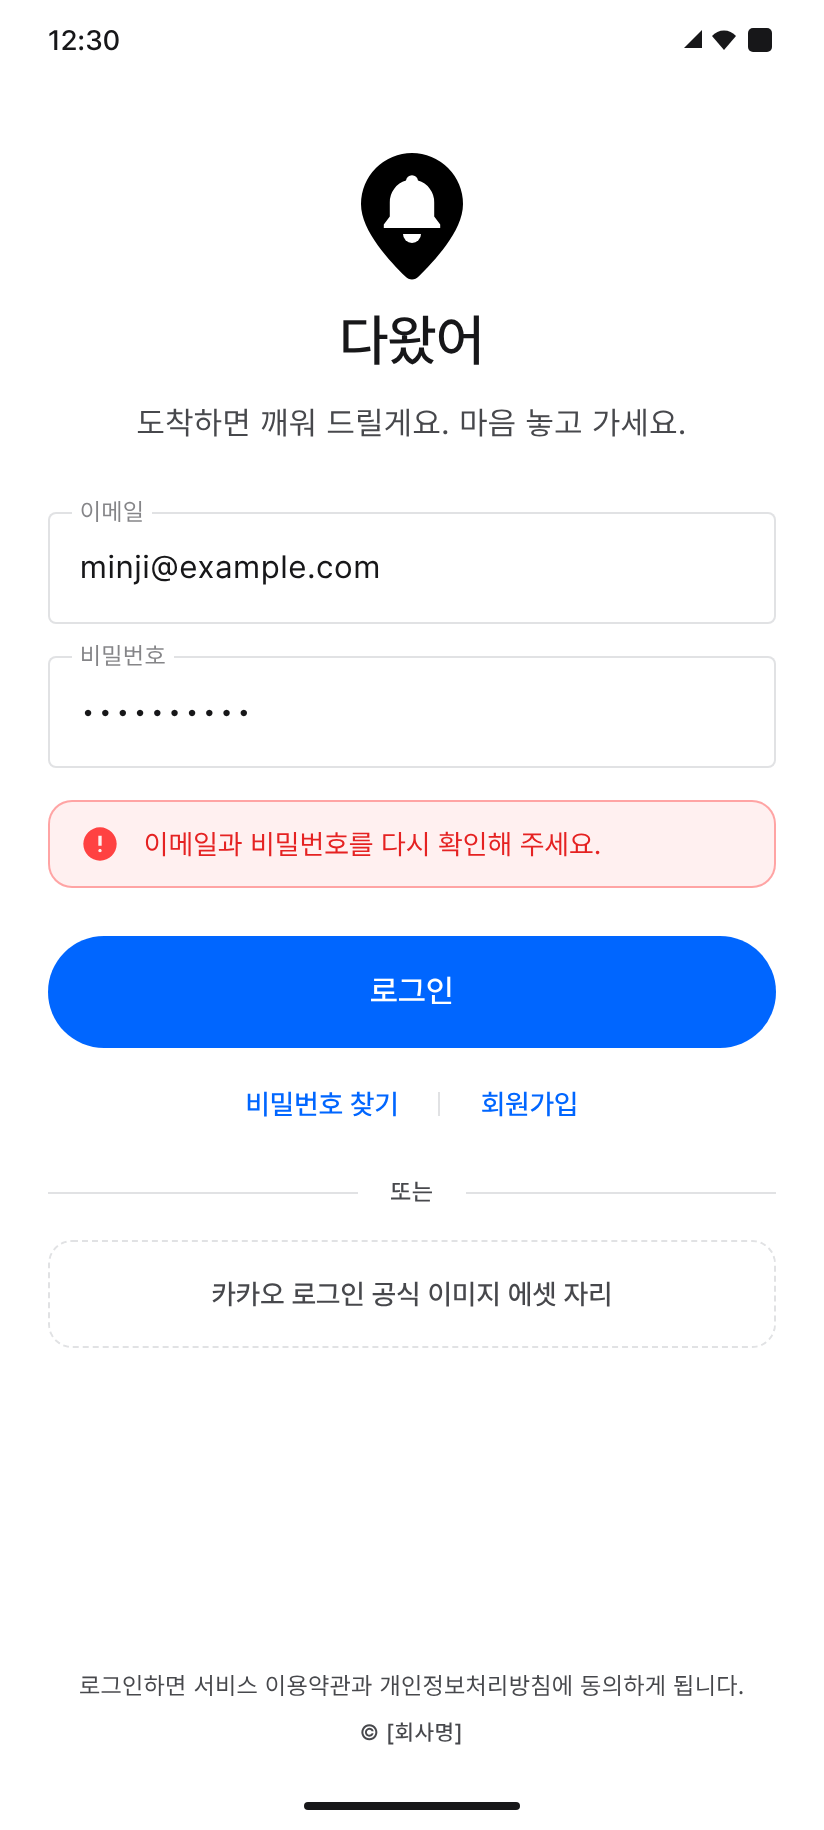 12:30
다왔어
도착하면 깨워 드릴게요. 마음 놓고 가세요.
이메일
minji@example.com
비밀번호
••••••••••
이메일과 비밀번호를 다시 확인해 주세요.
로그인
비밀번호 찾기 | 회원가입
또는
카카오 로그인 공식 이미지 에셋 자리
로그인하면 서비스 이용약관과 개인정보처리방침에 동의하게 됩니다.
© [회사명]